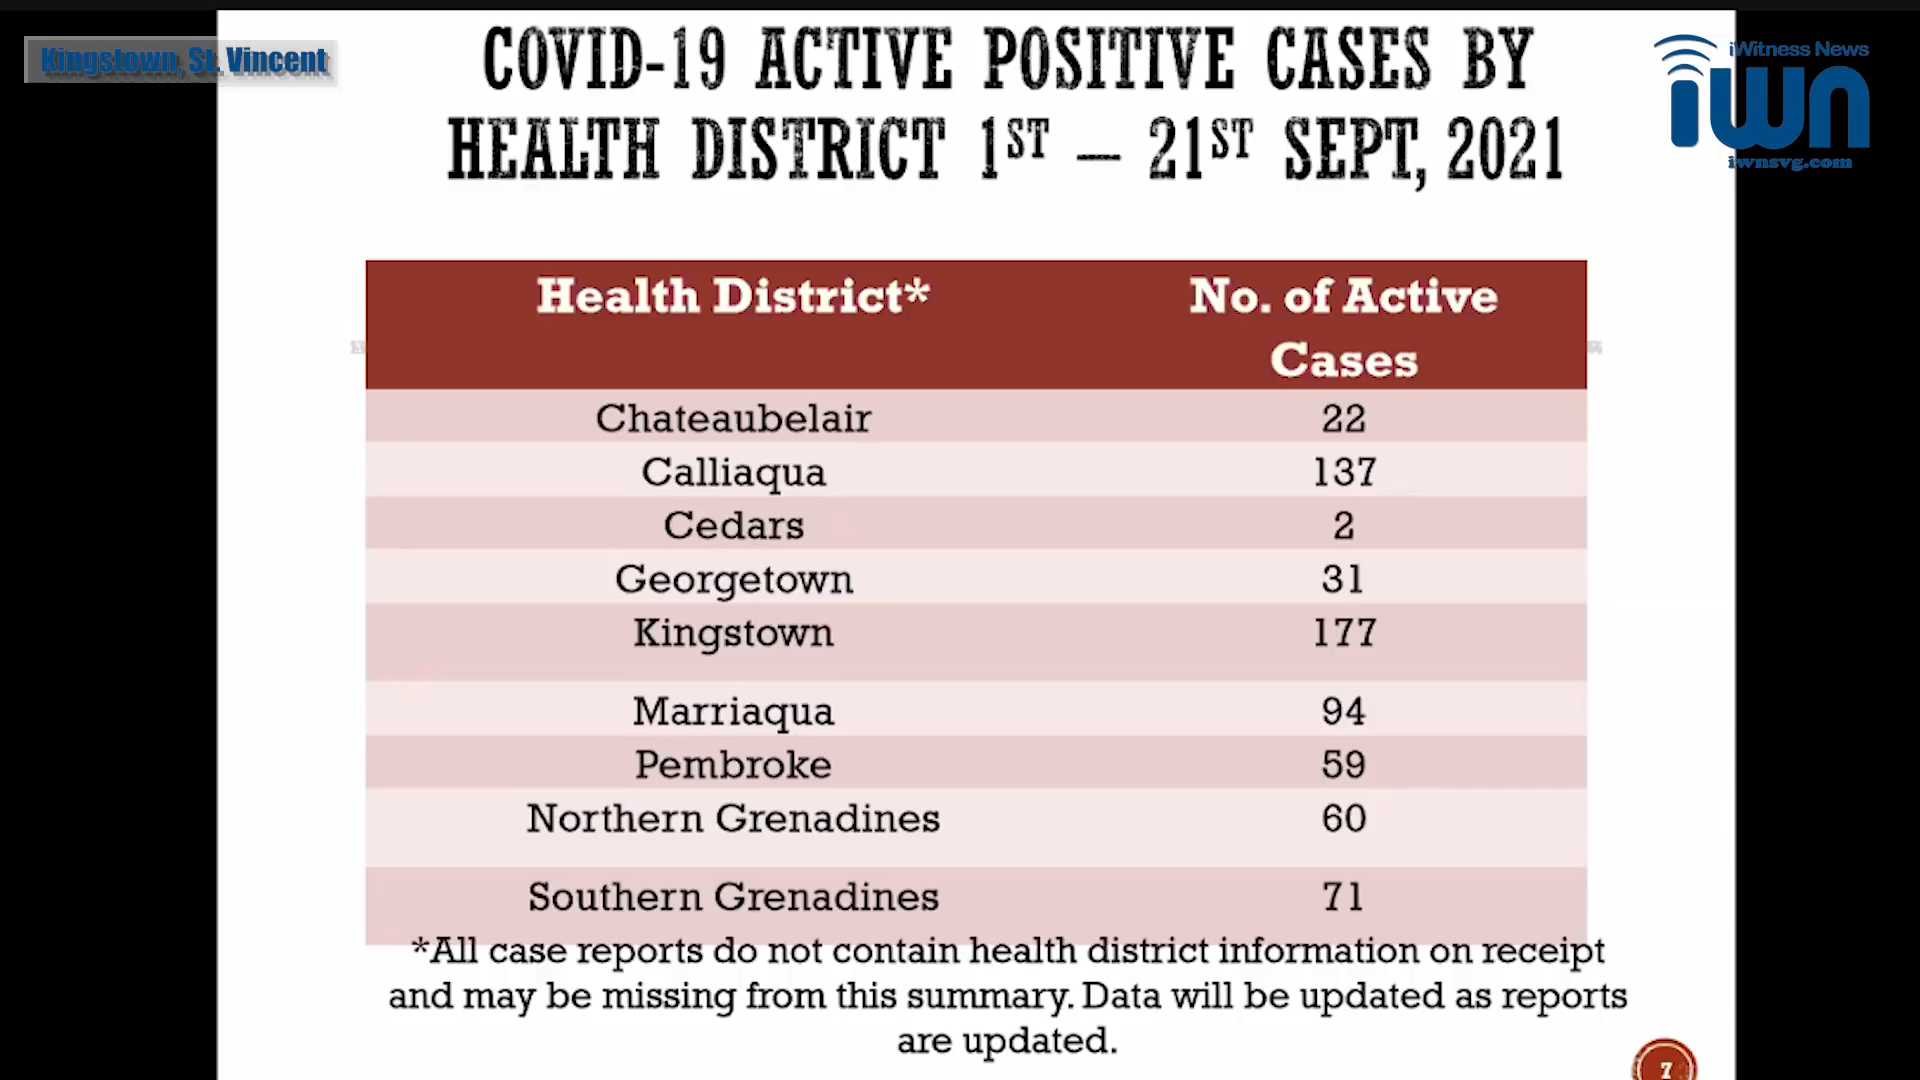 Kingstown, St. Vincent
COVID-19 ACTIVE POSITIVE CASES BY
HEALTH DISTRICT 1ST – 21ST SEPT, 2021
iWitness News
iwn
iwnsvg.com
Health District* No. of Active
Cases
Chateaubelair 22
Calliaqua 137
Cedars 2
Georgetown 31
Kingstown 177
Marriaqua 94
Pembroke 59
Northern Grenadines 60
Southern Grenadines 71
*All case reports do not contain health district information on receipt
and may be missing from this summary. Data will be updated as reports
are updated.
7